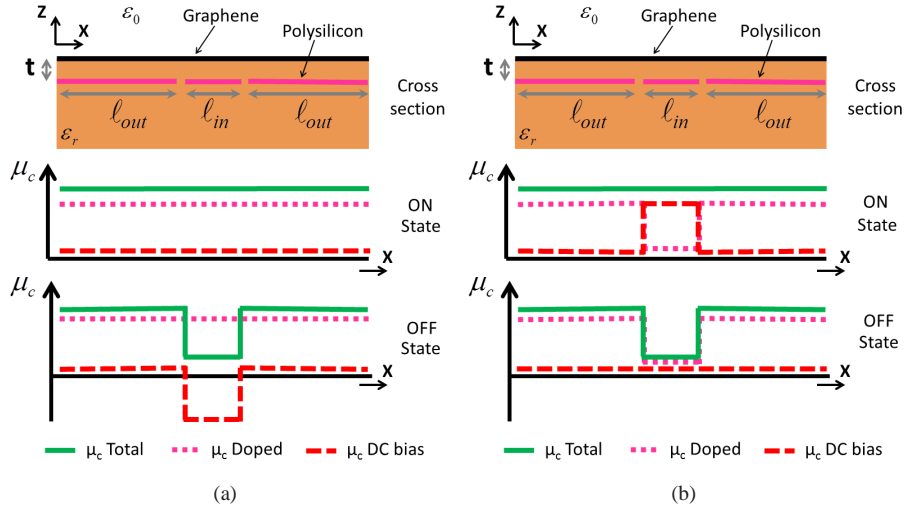 Z
X
ε₀
Graphene
Polysilicon
t
ℓout
ℓin
ℓout
εr
Cross
section
μc
ON
State
X
μc
OFF
State
X
μc Total
μc Doped
μc DC bias
(a)
Z
X
ε₀
Graphene
Polysilicon
t
ℓout
ℓin
ℓout
εr
Cross
section
μc
ON
State
X
μc
OFF
State
X
μc Total
μc Doped
μc DC bias
(b)